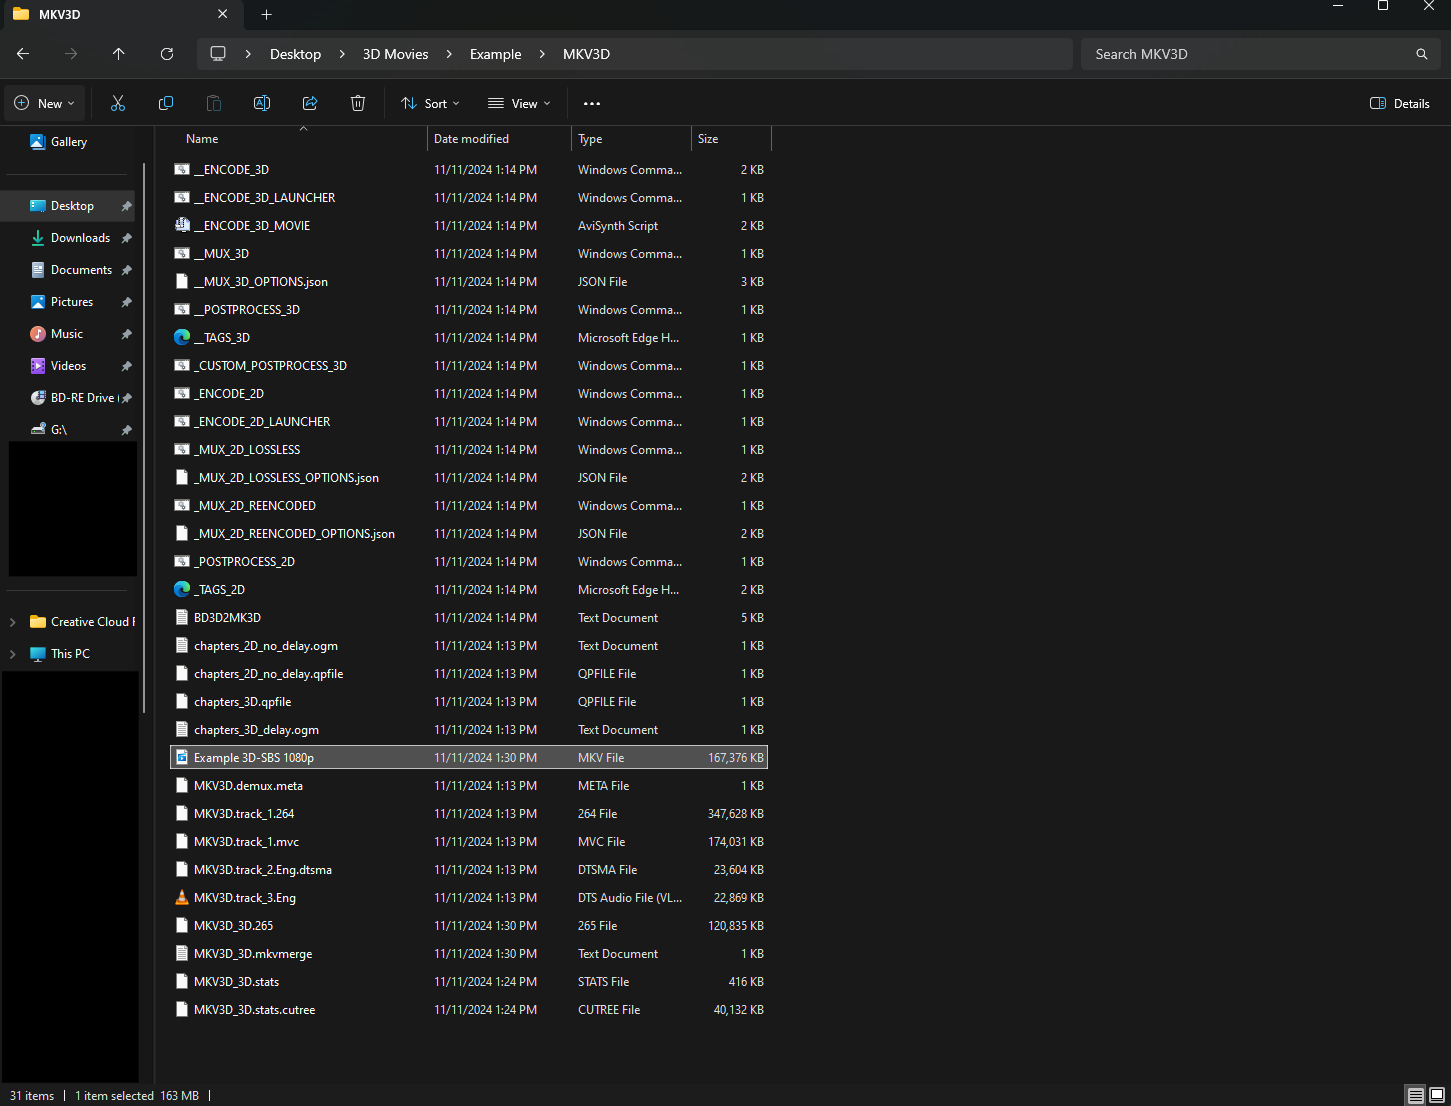 MKV3D
Desktop
3D Movies
Example
MKV3D
Search MKV3D
New
Sort
View
Details
Gallery
Desktop
Downloads
Documents
Pictures
Music
Videos
BD-RE Drive (
G:\
Creative Cloud F
This PC
Name Date modified Type Size
__ENCODE_3D 11/11/2024 1:14 PM Windows Comma... 2 KB
__ENCODE_3D_LAUNCHER 11/11/2024 1:14 PM Windows Comma... 1 KB
__ENCODE_3D_MOVIE 11/11/2024 1:14 PM AviSynth Script 2 KB
__MUX_3D 11/11/2024 1:14 PM Windows Comma... 1 KB
__MUX_3D_OPTIONS.json 11/11/2024 1:14 PM JSON File 3 KB
__POSTPROCESS_3D 11/11/2024 1:14 PM Windows Comma... 1 KB
__TAGS_3D 11/11/2024 1:14 PM Microsoft Edge H... 1 KB
_CUSTOM_POSTPROCESS_3D 11/11/2024 1:14 PM Windows Comma... 1 KB
_ENCODE_2D 11/11/2024 1:14 PM Windows Comma... 1 KB
_ENCODE_2D_LAUNCHER 11/11/2024 1:14 PM Windows Comma... 1 KB
_MUX_2D_LOSSLESS 11/11/2024 1:14 PM Windows Comma... 1 KB
_MUX_2D_LOSSLESS_OPTIONS.json 11/11/2024 1:14 PM JSON File 2 KB
_MUX_2D_REENCODED 11/11/2024 1:14 PM Windows Comma... 1 KB
_MUX_2D_REENCODED_OPTIONS.json 11/11/2024 1:14 PM JSON File 2 KB
_POSTPROCESS_2D 11/11/2024 1:14 PM Windows Comma... 1 KB
_TAGS_2D 11/11/2024 1:14 PM Microsoft Edge H... 2 KB
BD3D2MK3D 11/11/2024 1:14 PM Text Document 5 KB
chapters_2D_no_delay.ogm 11/11/2024 1:13 PM Text Document 1 KB
chapters_2D_no_delay.qpfile 11/11/2024 1:13 PM QPFILE File 1 KB
chapters_3D.qpfile 11/11/2024 1:13 PM QPFILE File 1 KB
chapters_3D_delay.ogm 11/11/2024 1:13 PM Text Document 1 KB
Example 3D-SBS 1080p 11/11/2024 1:30 PM MKV File 167,376 KB
MKV3D.demux.meta 11/11/2024 1:13 PM META File 1 KB
MKV3D.track_1.264 11/11/2024 1:13 PM 264 File 347,628 KB
MKV3D.track_1.mvc 11/11/2024 1:13 PM MVC File 174,031 KB
MKV3D.track_2.Eng.dtsma 11/11/2024 1:13 PM DTSMA File 23,604 KB
MKV3D.track_3.Eng 11/11/2024 1:13 PM DTS Audio File (VL... 22,869 KB
MKV3D_3D.265 11/11/2024 1:30 PM 265 File 120,835 KB
MKV3D_3D.mkvmerge 11/11/2024 1:30 PM Text Document 1 KB
MKV3D_3D.stats 11/11/2024 1:24 PM STATS File 416 KB
MKV3D_3D.stats.cutree 11/11/2024 1:24 PM CUTREE File 40,132 KB
31 items 1 item selected 163 MB